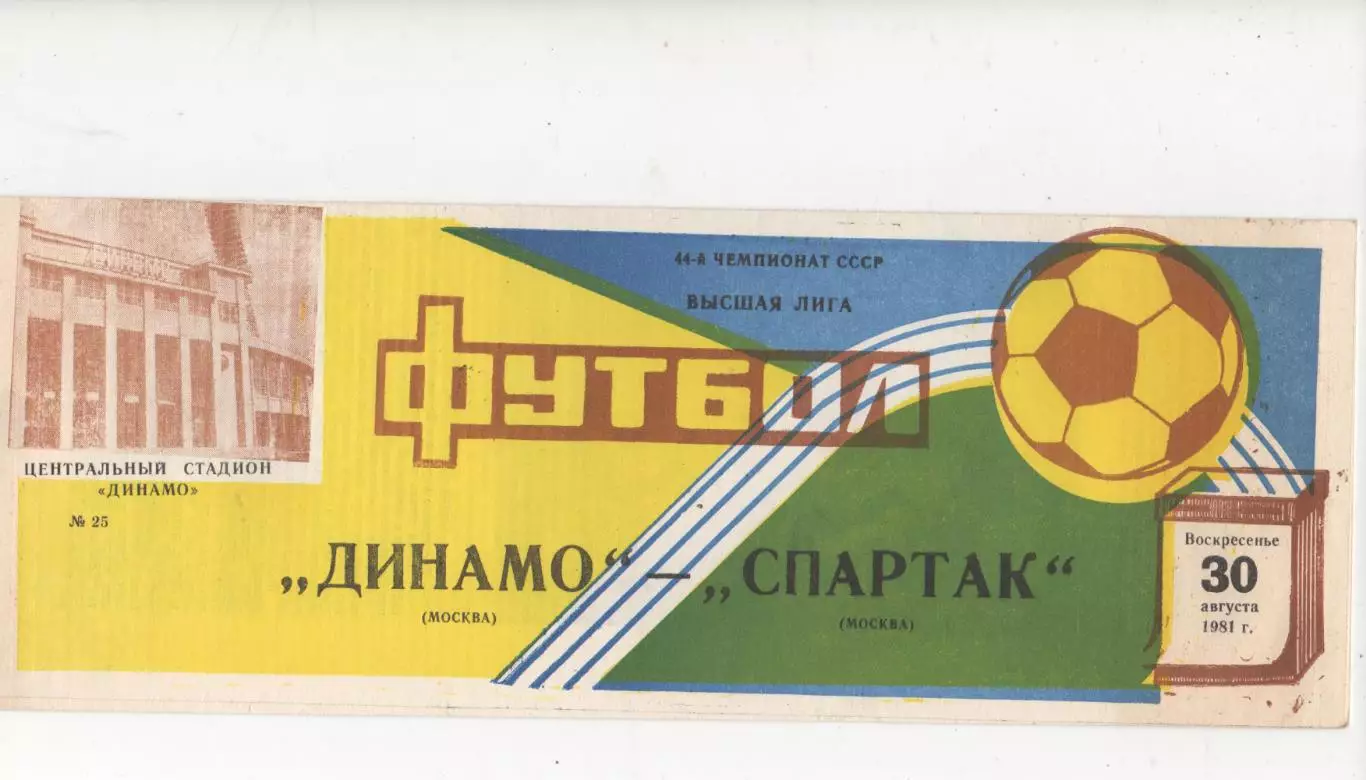 44-й ЧЕМПИОНАТ СССР
ВЫСШАЯ ЛИГА
ФУТБОЛ
ЦЕНТРАЛЬНЫЙ СТАДИОН
«ДИНАМО»
№ 25
„ДИНАМО“ — „СПАРТАК“
(МОСКВА) (МОСКВА)
Воскресенье
30
августа
1981 г.